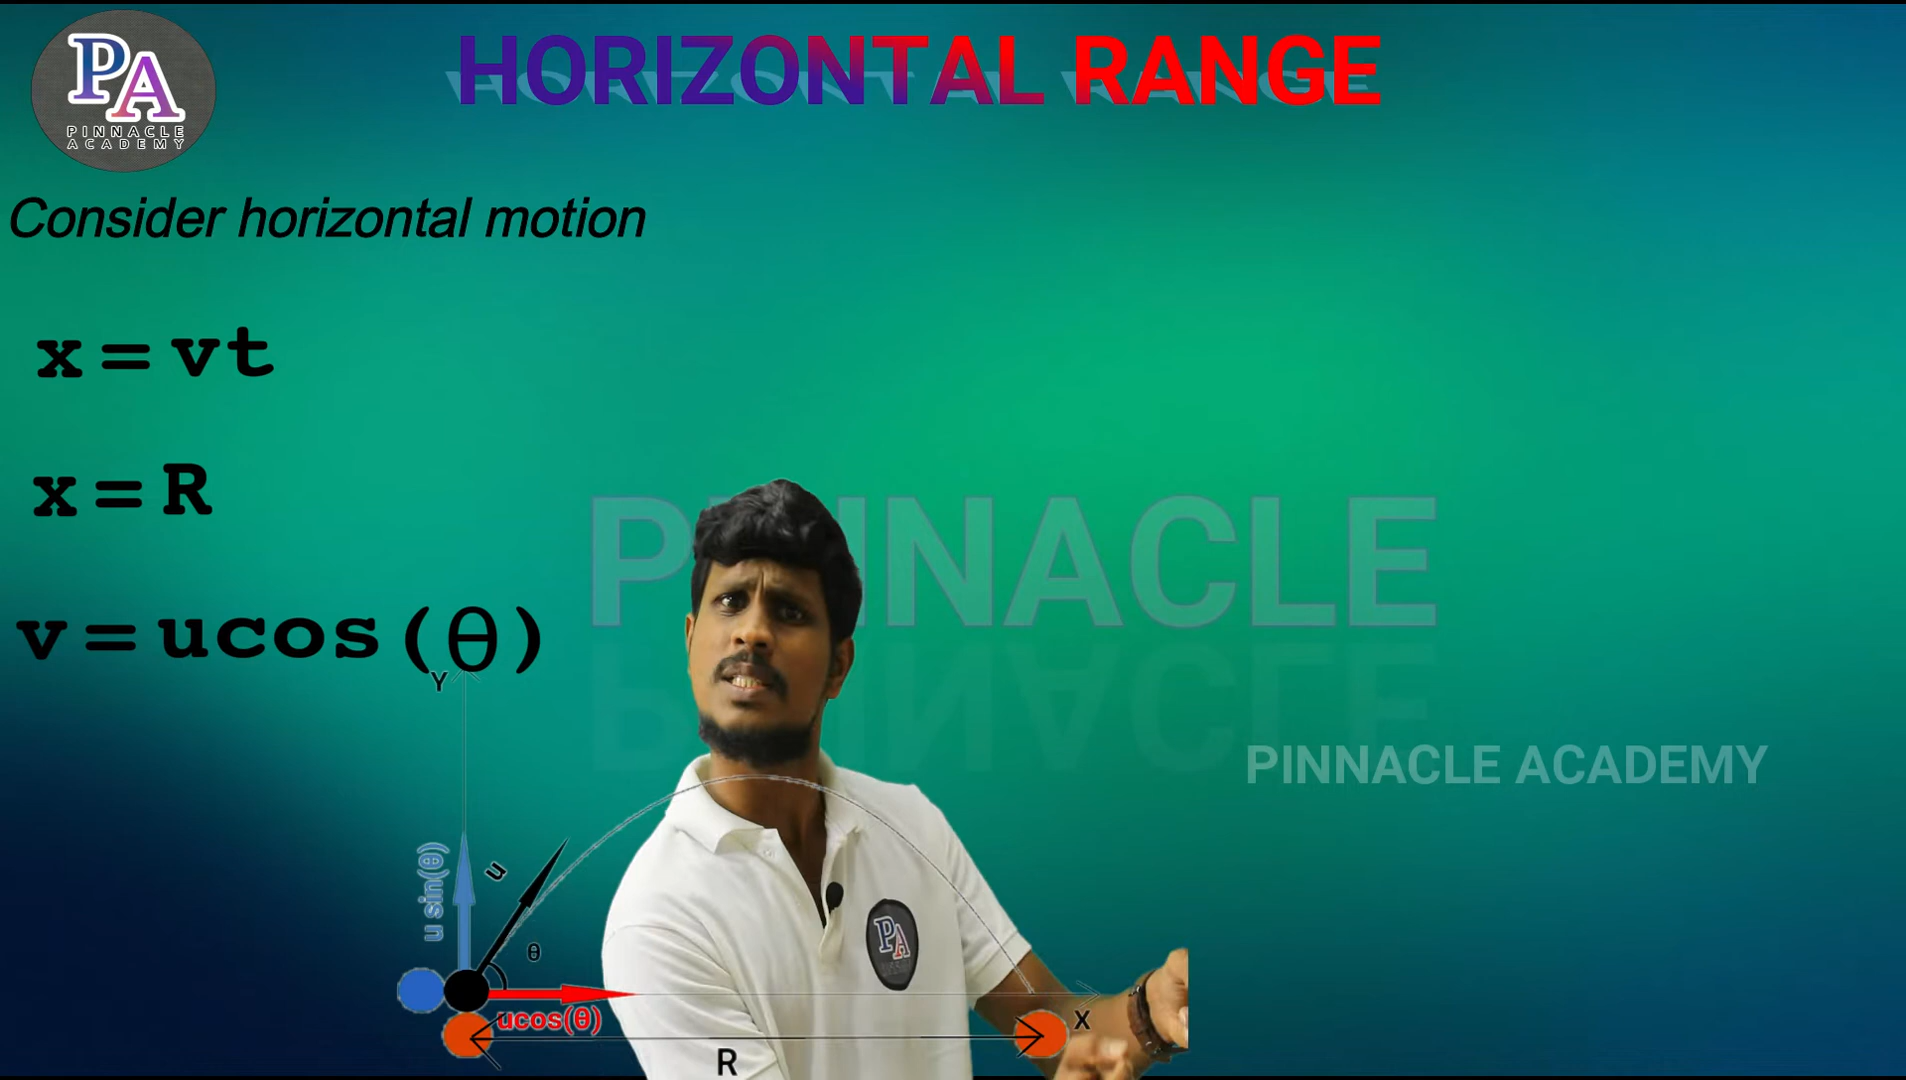 HORIZONTAL RANGE
PA
PINNACLE
ACADEMY
Consider horizontal motion
x = vt
x = R
v = ucos(θ)
PINNACLE
PINNACLE ACADEMY
Y
u sin(θ)
u
θ
ucos(θ)
X
R
PA